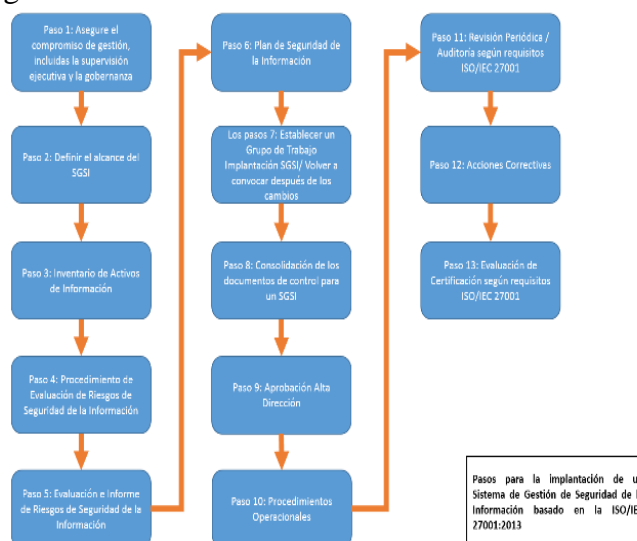 Paso 1: Asegure el
compromiso de gestión,
incluidas la supervisión
ejecutiva y la gobernanza
Paso 2: Definir el alcance del
SGSI
Paso 3: Inventario de Activos
de Información
Paso 4: Procedimiento de
Evaluación de Riesgos de
Seguridad de la Información
Paso 5: Evaluación e Informe
de Riesgos de Seguridad de la
Información
Paso 6: Plan de Seguridad de
la Información
Los pasos 7: Establecer un
Grupo de Trabajo
Implantación SGSI/ Volver a
convocar después de los
cambios
Paso 8: Consolidación de los
documentos de control para
un SGSI
Paso 9: Aprobación Alta
Dirección
Paso 10: Procedimientos
Operacionales
Paso 11: Revisión Periódica /
Auditoría según requisitos
ISO/IEC 27001
Paso 12: Acciones Correctivas
Paso 13: Evaluación de
Certificación según requisitos
ISO/IEC 27001
Pasos para la implantación de
Sistema de Gestión de Seguridad de
Información basado en la
27001:2013